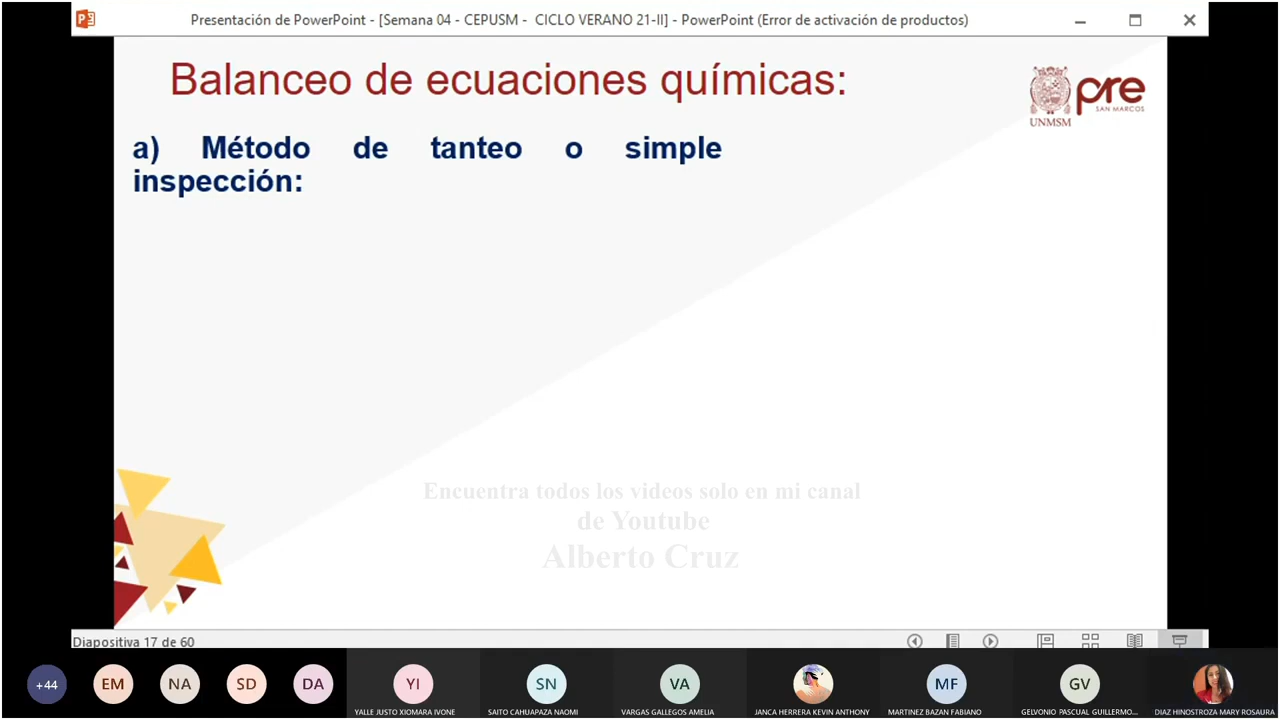 Presentación de PowerPoint - [Semana 04 - CEPUSM - CICLO VERANO 21-II] - PowerPoint (Error de activación de productos)
Balanceo de ecuaciones químicas:
pre
SAN MARCOS
UNMSM
a) Método de tanteo o simple
inspección:
Encuentra todos los videos solo en mi canal
de Youtube
Alberto Cruz
Diapositiva 17 de 60
+44 EM NA SD DA YI SN VA MF GV
YALLE JUSTO XIOMARA IVONE SAITO CAHUAPAZA NAOMI VARGAS GALLEGOS AMELIA JANCA HERRERA KEVIN ANTHONY MARTINEZ BAZAN FABIANO GELVONIO PASCUAL GUILLERMO... DIAZ HINOSTROZA MARY ROSAURA